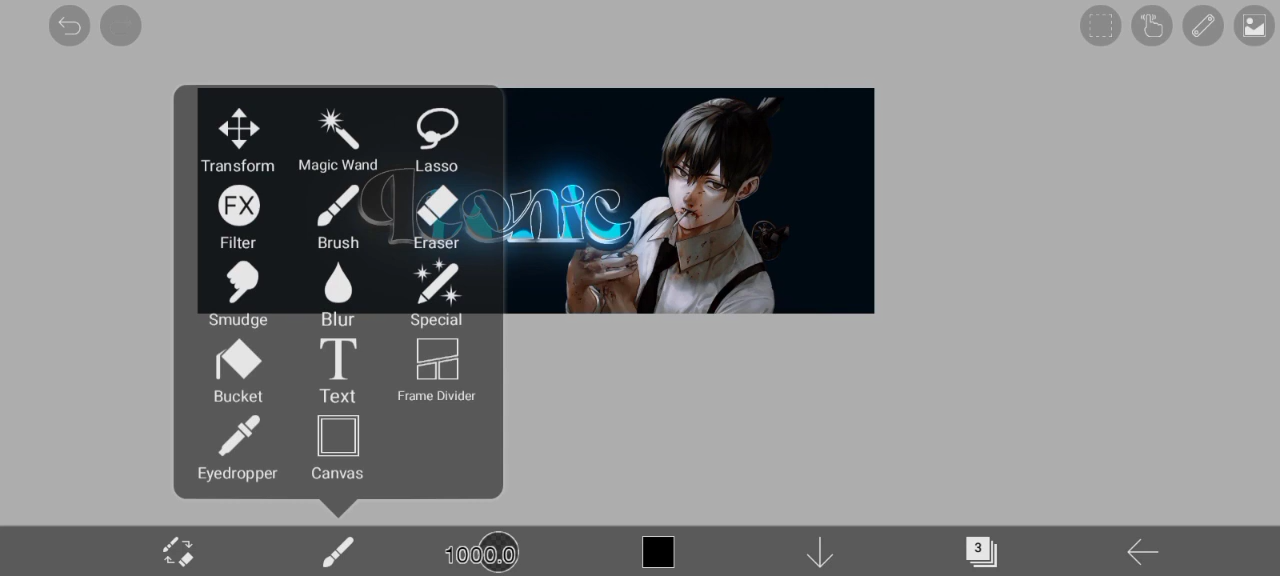 Transform Magic Wand Lasso
Iconic
FX
Filter Brush Eraser
Smudge Blur Special
T
Bucket Text Frame Divider
Eyedropper Canvas
1000.0
3